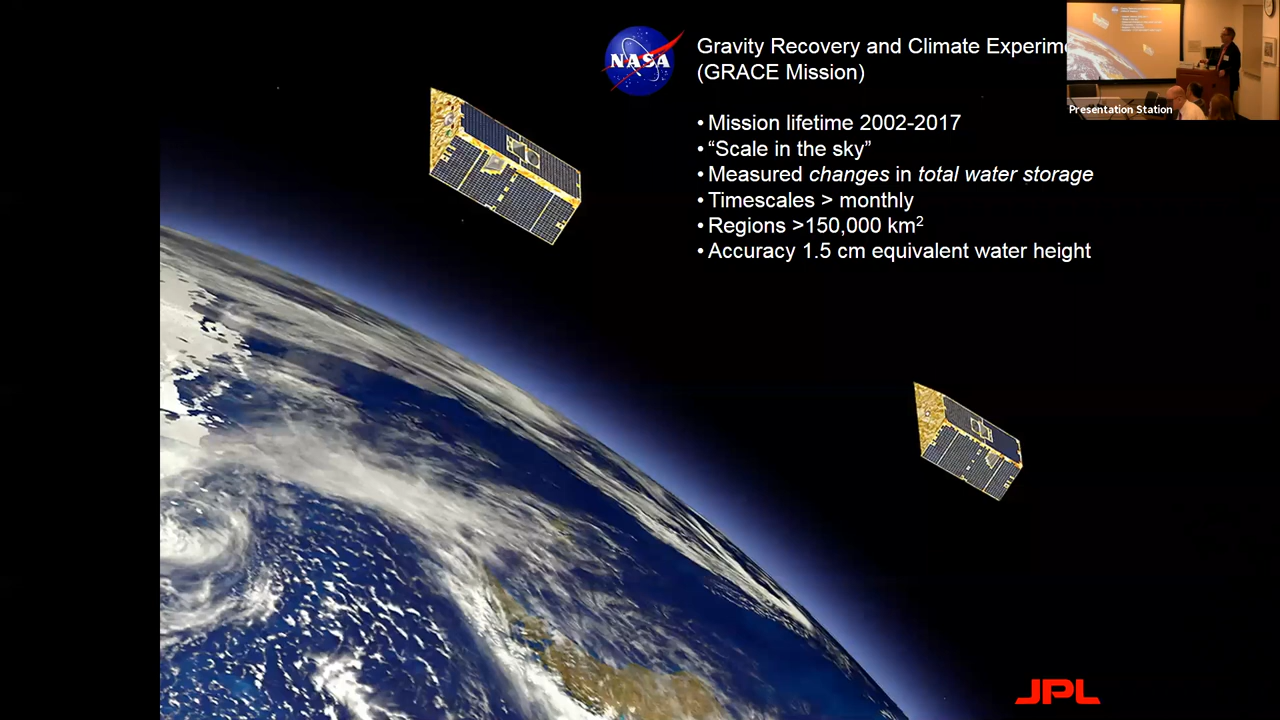 NASA
Gravity Recovery and Climate Experim
(GRACE Mission)
• Mission lifetime 2002-2017
• “Scale in the sky”
• Measured changes in total water storage
• Timescales > monthly
• Regions >150,000 km²
• Accuracy 1.5 cm equivalent water height
Presentation Station
JPL